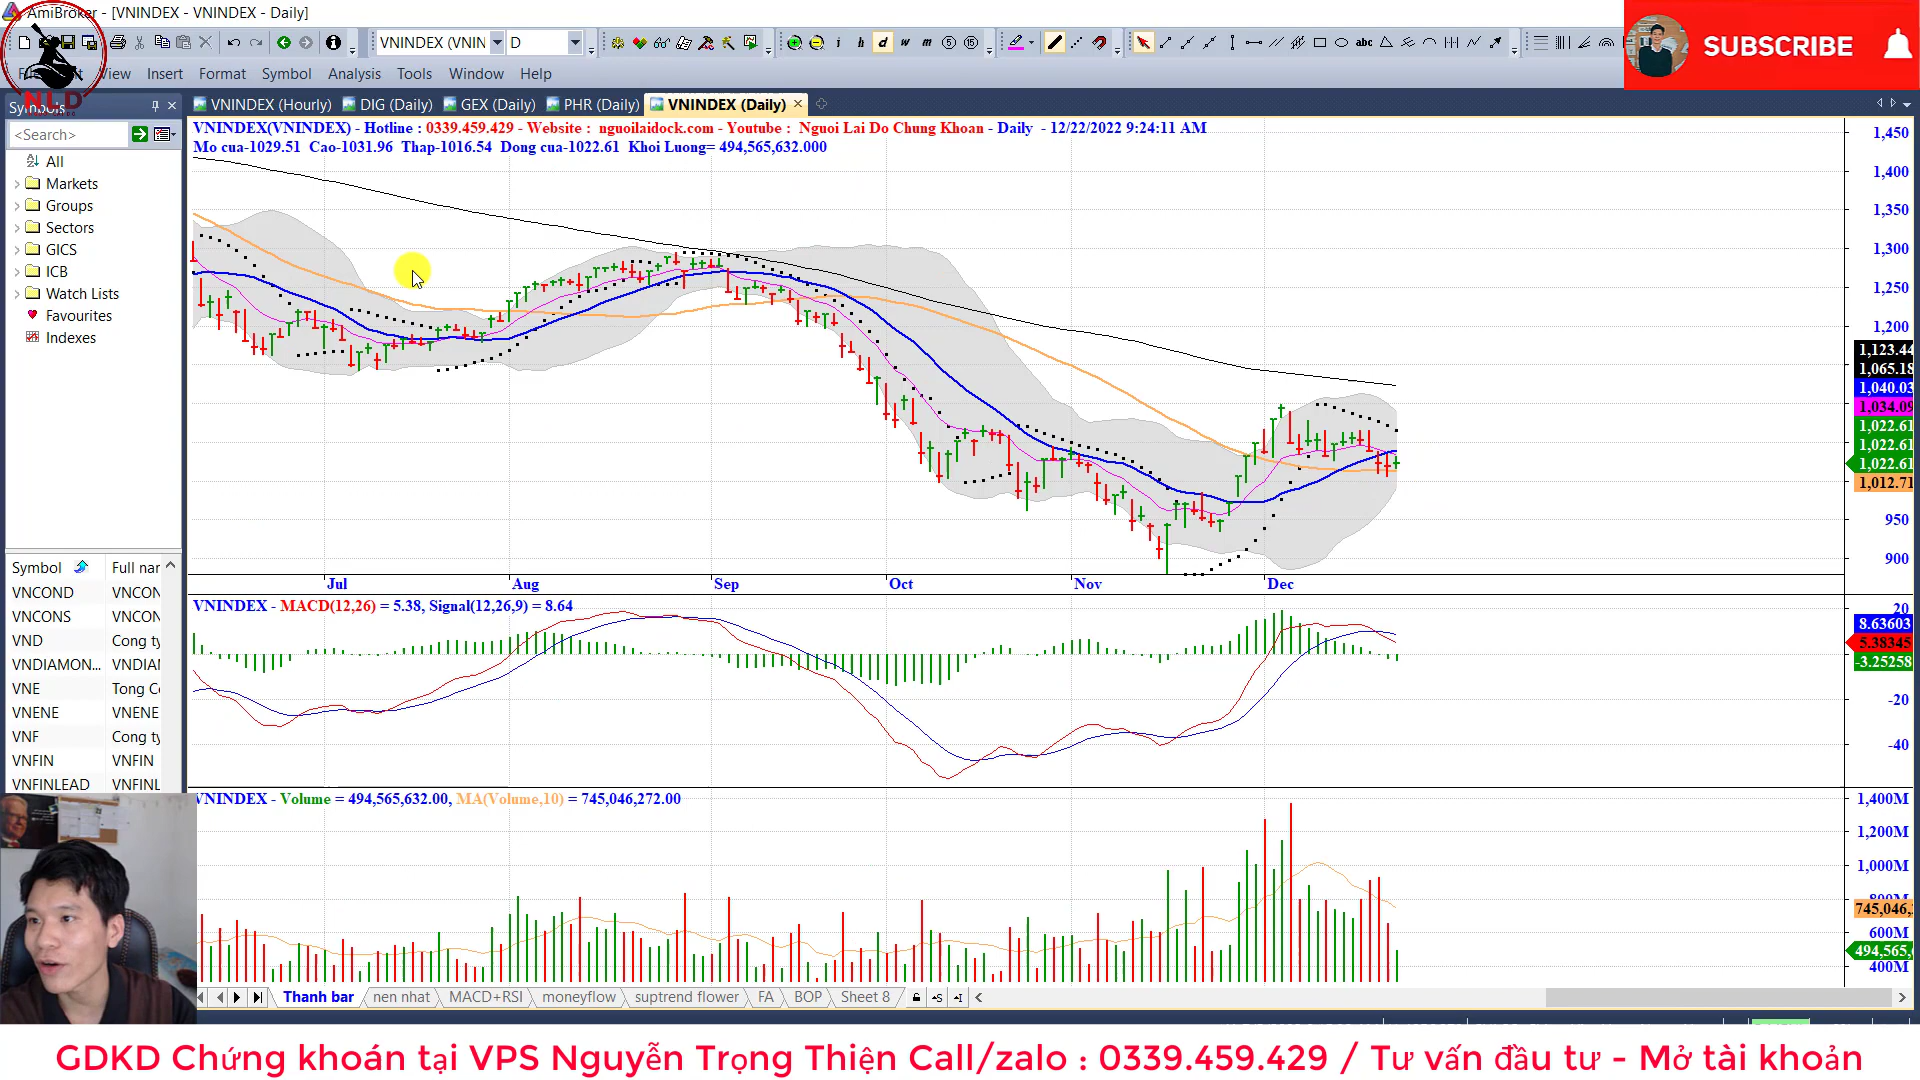 AmiBroker - [VNINDEX - VNINDEX - Daily]
SUBSCRIBE
VNINDEX (VNIN
D
View Insert Format Symbol Analysis Tools Window Help
NLD
Symbols
VNINDEX (Hourly) DIG (Daily) GEX (Daily) PHR (Daily) VNINDEX (Daily)
<Search>
All
Markets
Groups
Sectors
GICS
ICB
Watch Lists
Favourites
Indexes
VNINDEX(VNINDEX) - Hotline : 0339.459.429 - Website : nguoilaidock.com - Youtube : Nguoi Lai Do Chung Khoan - Daily - 12/22/2022 9:24:11 AM
Mo cua-1029.51 Cao-1031.96 Thap-1016.54 Dong cua-1022.61 Khoi Luong= 494,565,632.000
1,450
1,400
1,350
1,300
1,250
1,200
1,123.44
1,065.18
1,040.03
1,034.09
1,022.61
1,022.61
1,022.61
1,012.71
950
900
Jul Aug Sep Oct Nov Dec
Symbol Full nar
VNCOND VNCON
VNCONS VNCON
VND Cong ty
VNDIAMON... VNDIAI
VNE Tong Co
VNENE VNENE
VNF Cong ty
VNFIN VNFIN
VNFINLEAD VNFINL
VNINDEX - MACD(12,26) = 5.38, Signal(12,26,9) = 8.64
20
8.63603
5.38345
-3.25258
-20
-40
VNINDEX - Volume = 494,565,632.00, MA(Volume,10) = 745,046,272.00
1,400M
1,200M
1,000M
745,046,
600M
494,565,
400M
Thanh bar nen nhat MACD+RSI moneyflow suptrend flower FA BOP Sheet 8
GDKD Chứng khoán tại VPS Nguyễn Trọng Thiện Call/zalo : 0339.459.429 / Tư vấn đầu tư - Mở tài khoản